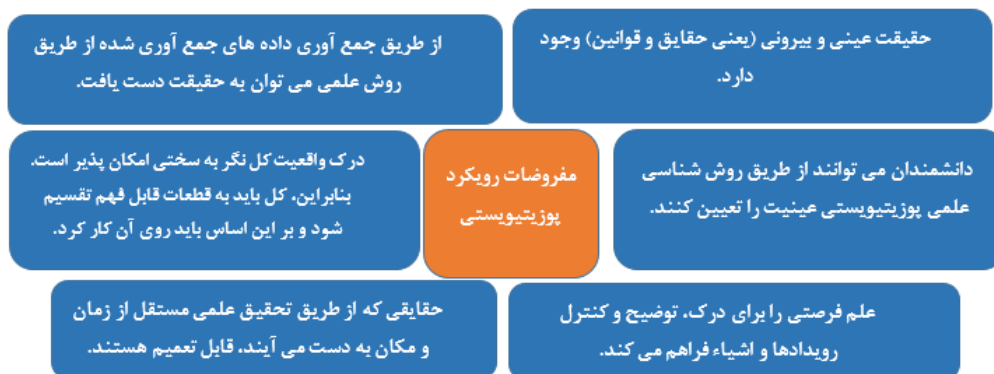 حقیقت عینی و بیرونی (یعنی حقایق و قوانین) وجود
دارد.
از طریق جمع آوری داده های جمع آوری شده از طریق
روش علمی می توان به حقیقت دست یافت.
دانشمندان می توانند از طریق روش شناسی
علمی پوزیتیویستی عینیت را تعیین کنند.
مفروضات رویکرد
پوزیتیویستی
درک واقعیت کل نگر به سختی امکان پذیر است.
بنابراین، کل باید به قطعات قابل فهم تقسیم
شود و بر این اساس باید روی آن کار کرد.
علم فرصتی را برای درک، توضیح و کنترل
رویدادها و اشیاء فراهم می کند.
حقایقی که از طریق تحقیق علمی مستقل از زمان
و مکان به دست می آیند، قابل تعمیم هستند.